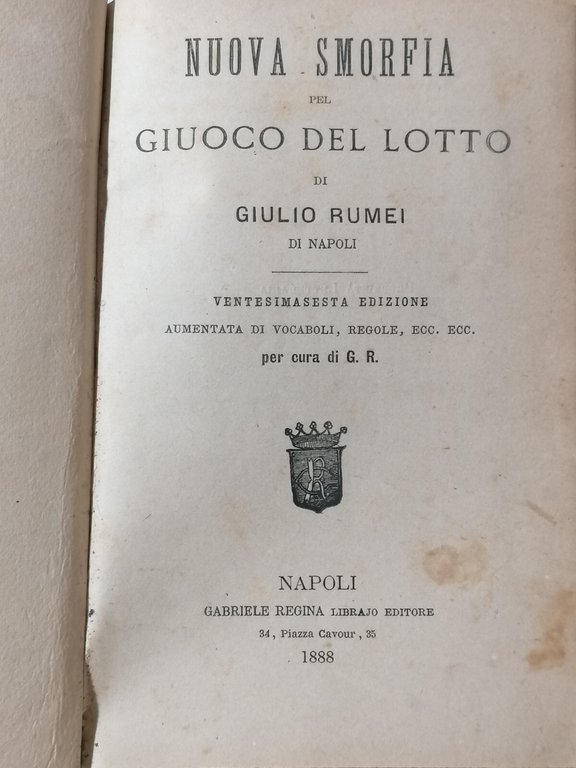 NUOVA SMORFIA
PEL
GIUOCO DEL LOTTO
DI
GIULIO RUMEI
DI NAPOLI
VENTESIMASESTA EDIZIONE
AUMENTATA DI VOCABOLI, REGOLE, ECC. ECC.
per cura di G. R.
NAPOLI
GABRIELE REGINA LIBRAJO EDITORE
34, Piazza Cavour, 35
1888